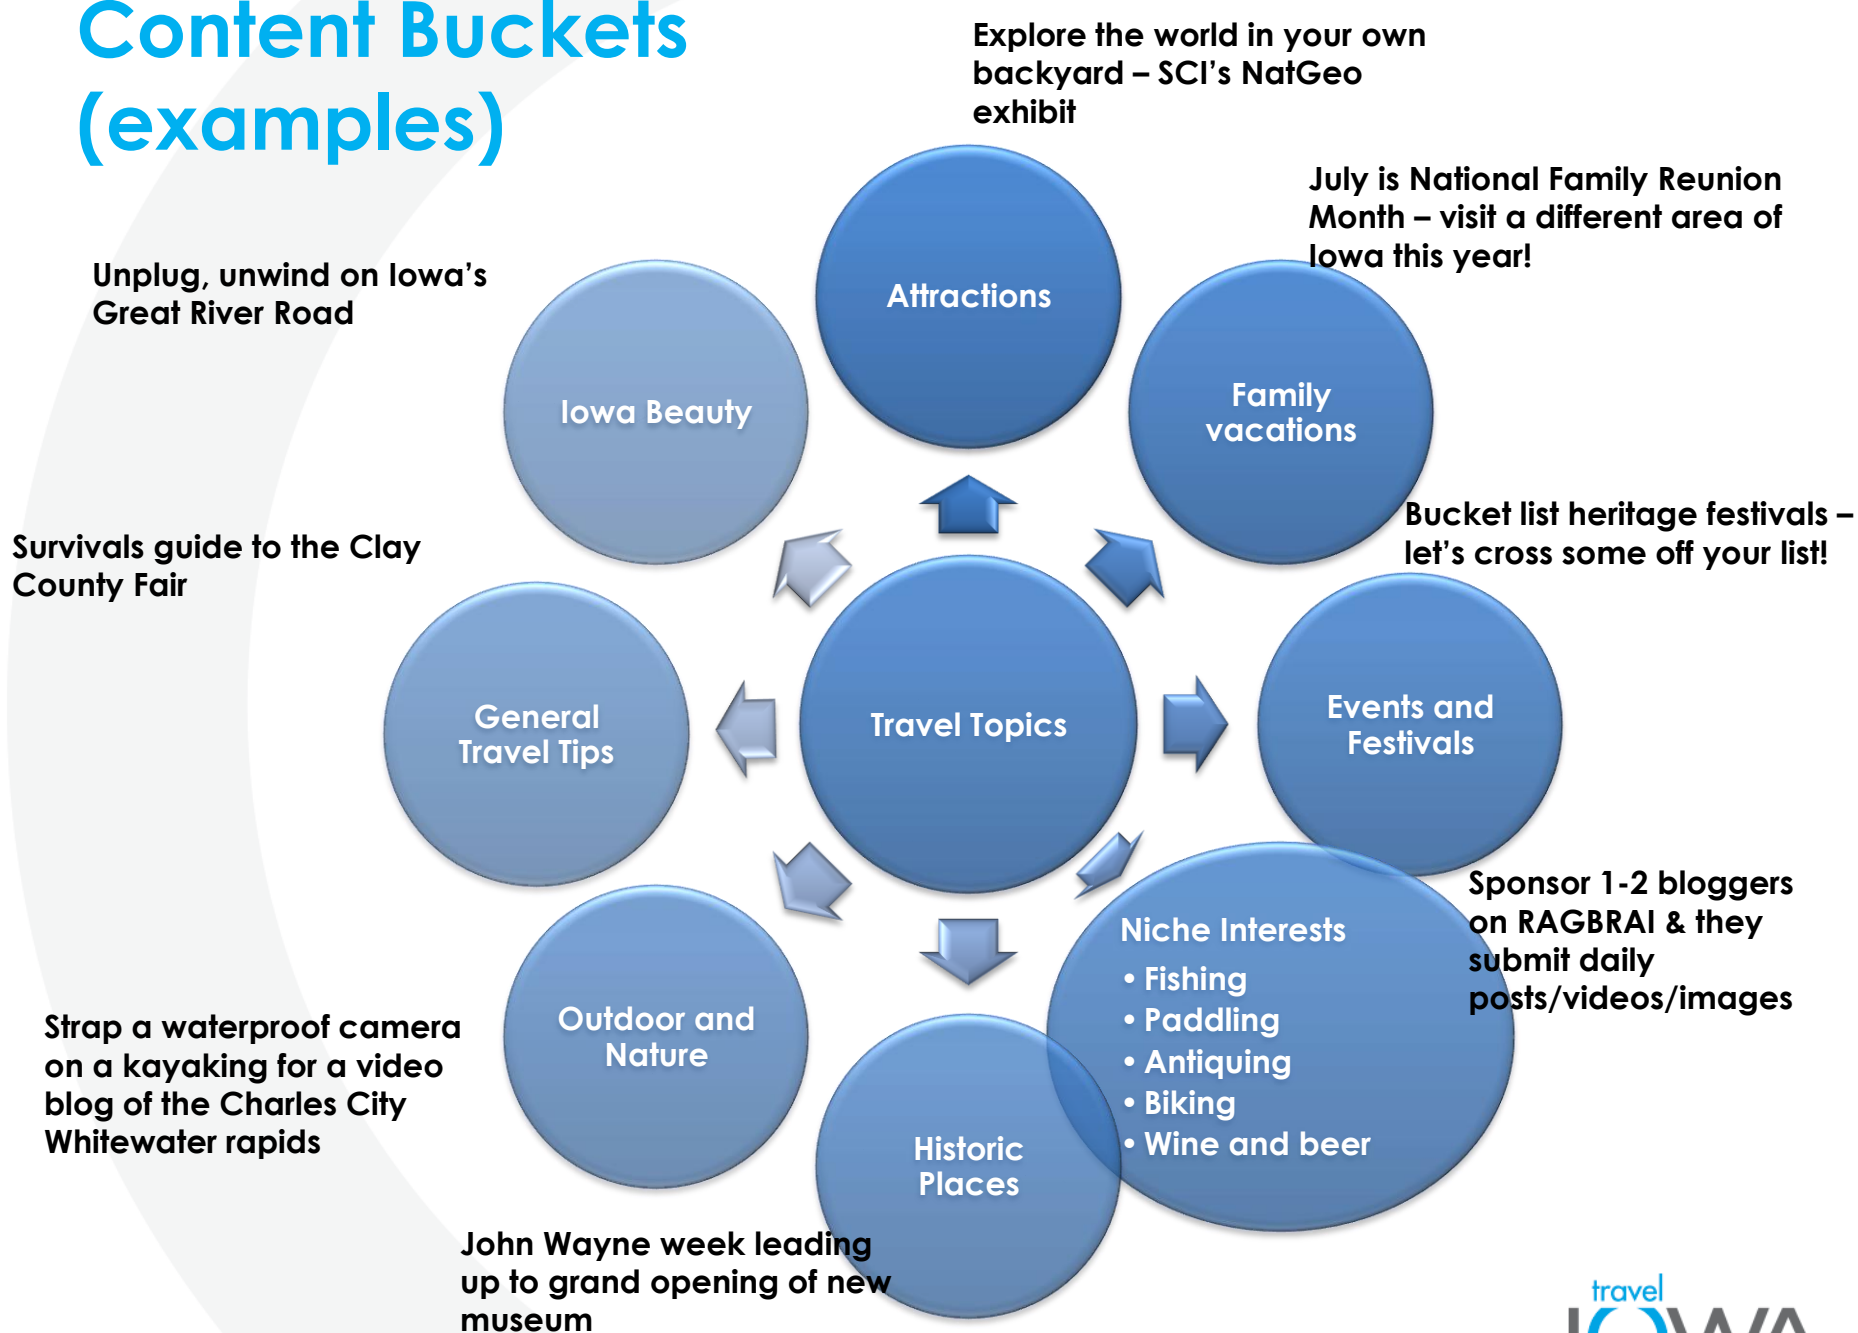 Content Buckets
(examples)
Explore the world in your own
backyard – SCI's NatGeo
exhibit
July is National Family Reunion
Month – visit a different area of
Iowa this year!
Unplug, unwind on Iowa's
Great River Road
Attractions
Iowa Beauty
Family
vacations
Bucket list heritage festivals –
let's cross some off your list!
Survivals guide to the Clay
County Fair
General
Travel Tips
Travel Topics
Events and
Festivals
Sponsor 1-2 bloggers
on RAGBRAI & they
submit daily
posts/videos/images
Niche Interests
• Fishing
• Paddling
• Antiquing
• Biking
• Wine and beer
Outdoor and
Nature
Strap a waterproof camera
on a kayaking for a video
blog of the Charles City
Whitewater rapids
Historic
Places
John Wayne week leading
up to grand opening of new
museum
travel
IOWA